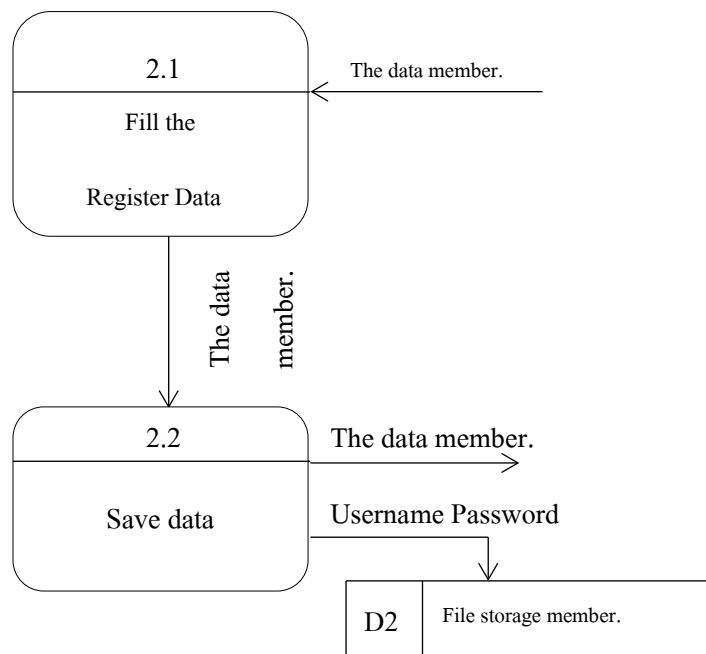 2.1
The data member.
Fill the
Register Data
The data
member.
2.2
The data member.
Save data
Username Password
D2
File storage member.